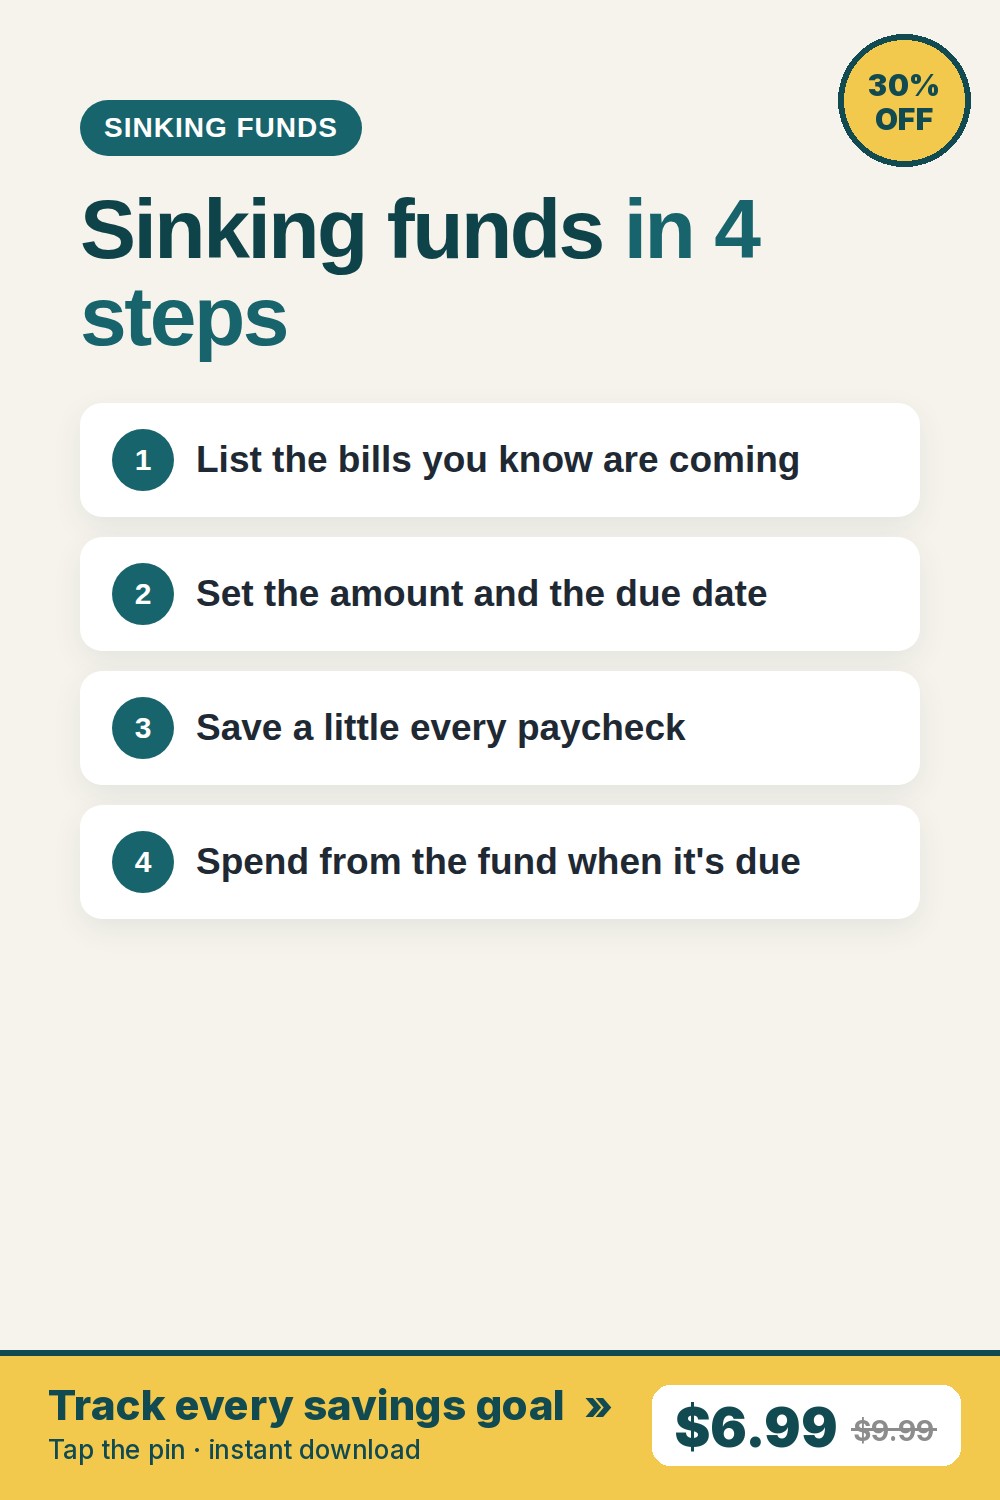 30%
OFF
SINKING FUNDS
Sinking funds in 4
steps
1 List the bills you know are coming
2 Set the amount and the due date
3 Save a little every paycheck
4 Spend from the fund when it's due
Track every savings goal »
Tap the pin · instant download
$6.99 $9.99